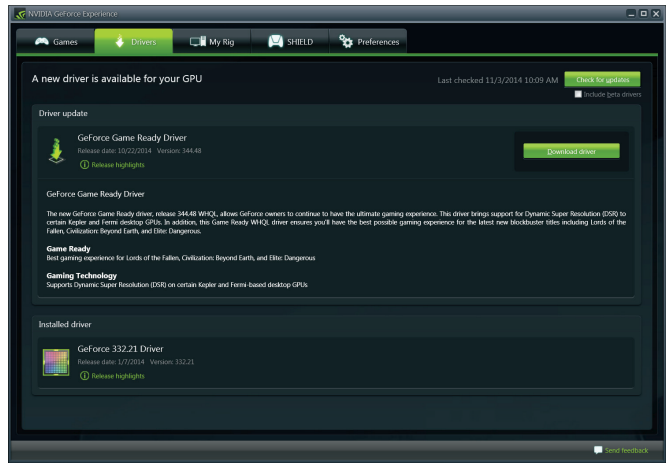 NVIDIA GeForce Experience
Games
Drivers
My Rig
SHIELD
Preferences
A new driver is available for your GPU
Last checked 11/3/2014 10:09 AM
Check for updates
Include beta drivers
Driver update
GeForce Game Ready Driver
Release date: 10/22/2014 Version: 344.48
Release highlights
Download driver
GeForce Game Ready Driver
The new GeForce Game Ready driver, release 344.48 WHQL, allows GeForce owners to continue to have the ultimate gaming experience. This driver brings support for Dynamic Super Resolution (DSR) to
certain Kepler and Fermi desktop GPUs. In addition, this Game Ready WHQL driver ensures you'll have the best possible gaming experience for the latest new blockbuster titles including Lords of the
Fallen, Civilization: Beyond Earth, and Elite: Dangerous.
Game Ready
Best gaming experience for Lords of the Fallen, Civilization: Beyond Earth, and Elite: Dangerous
Gaming Technology
Supports Dynamic Super Resolution (DSR) on certain Kepler and Fermi-based desktop GPUs
Installed driver
GeForce 332.21 Driver
Release date: 1/7/2014 Version: 332.21
Release highlights
Send feedback